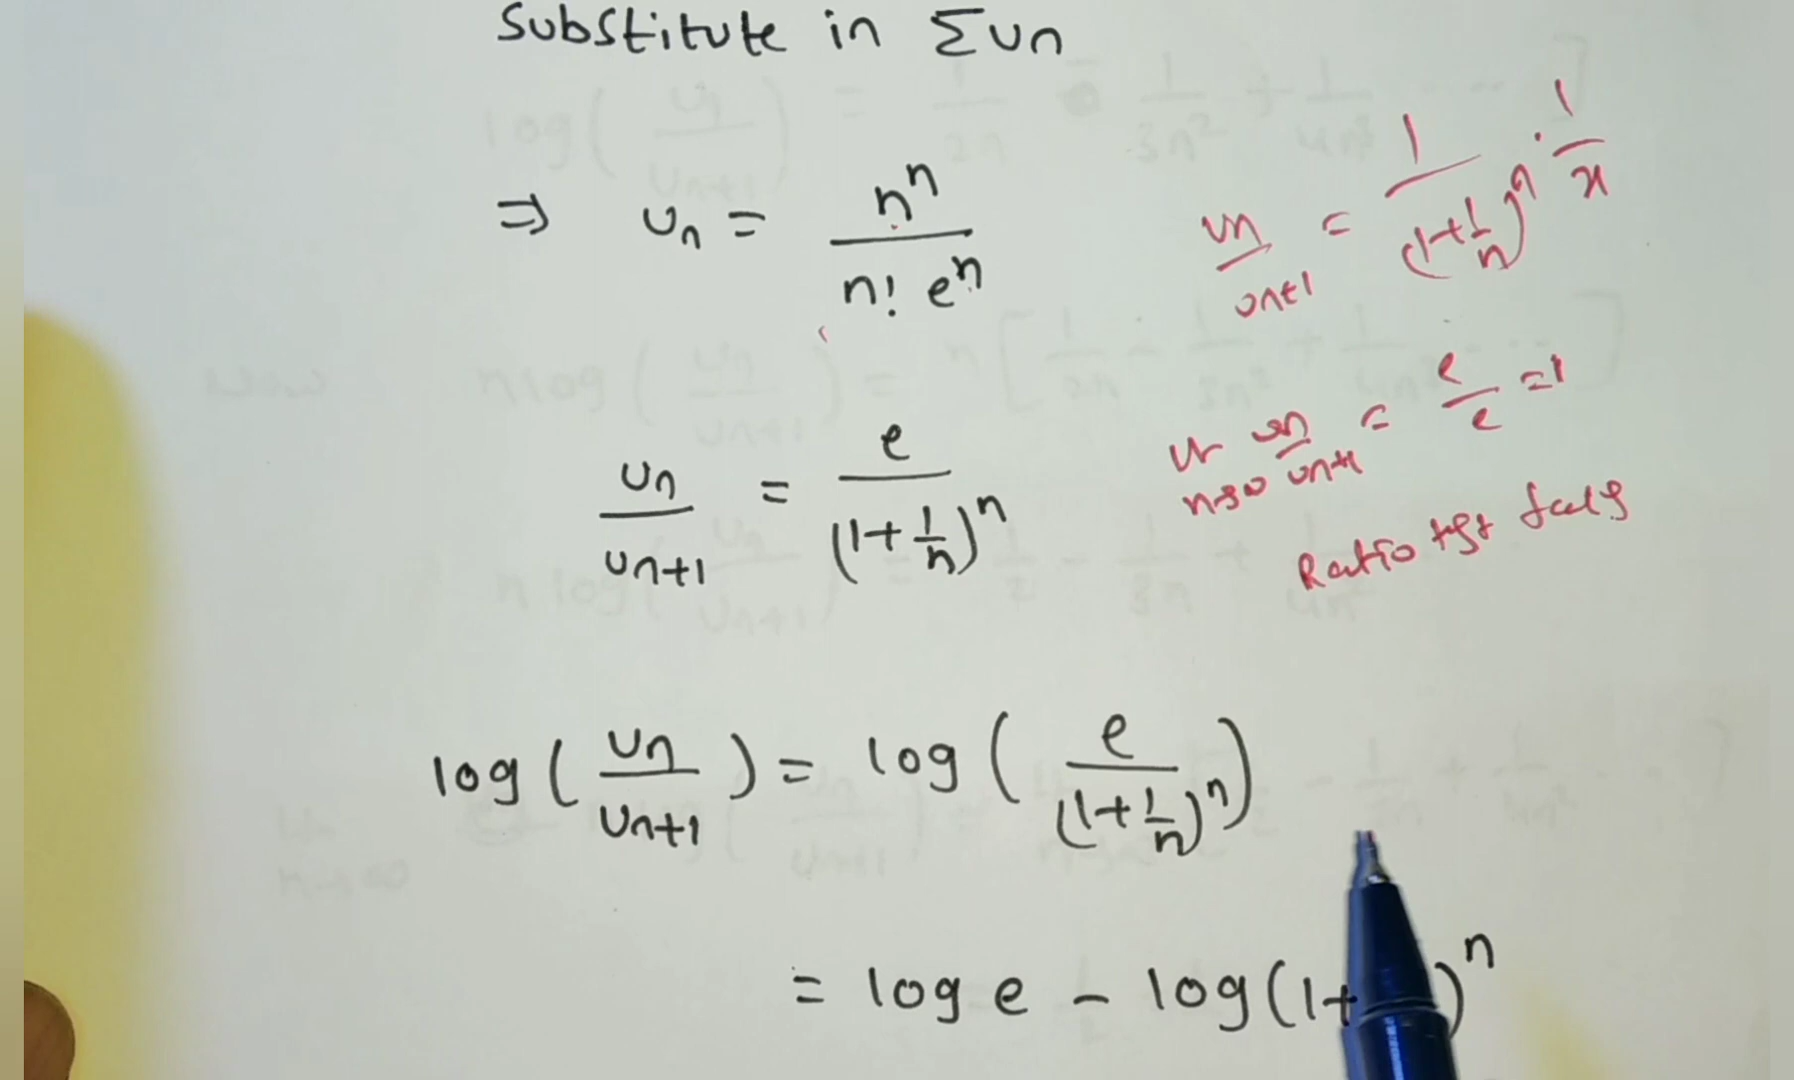 Substitute in Σun
⇒ un = n^n / n! e^n
un / un+1 = 1 / (1+1/n)^n · 1/x
un / un+1 = e / (1+1/n)^n
n→∞ un / un+1 = e/e = 1
Ratio test fails
log ( un / un+1 ) = log ( e / (1+1/n)^n )
= log e - log(1+ )^n